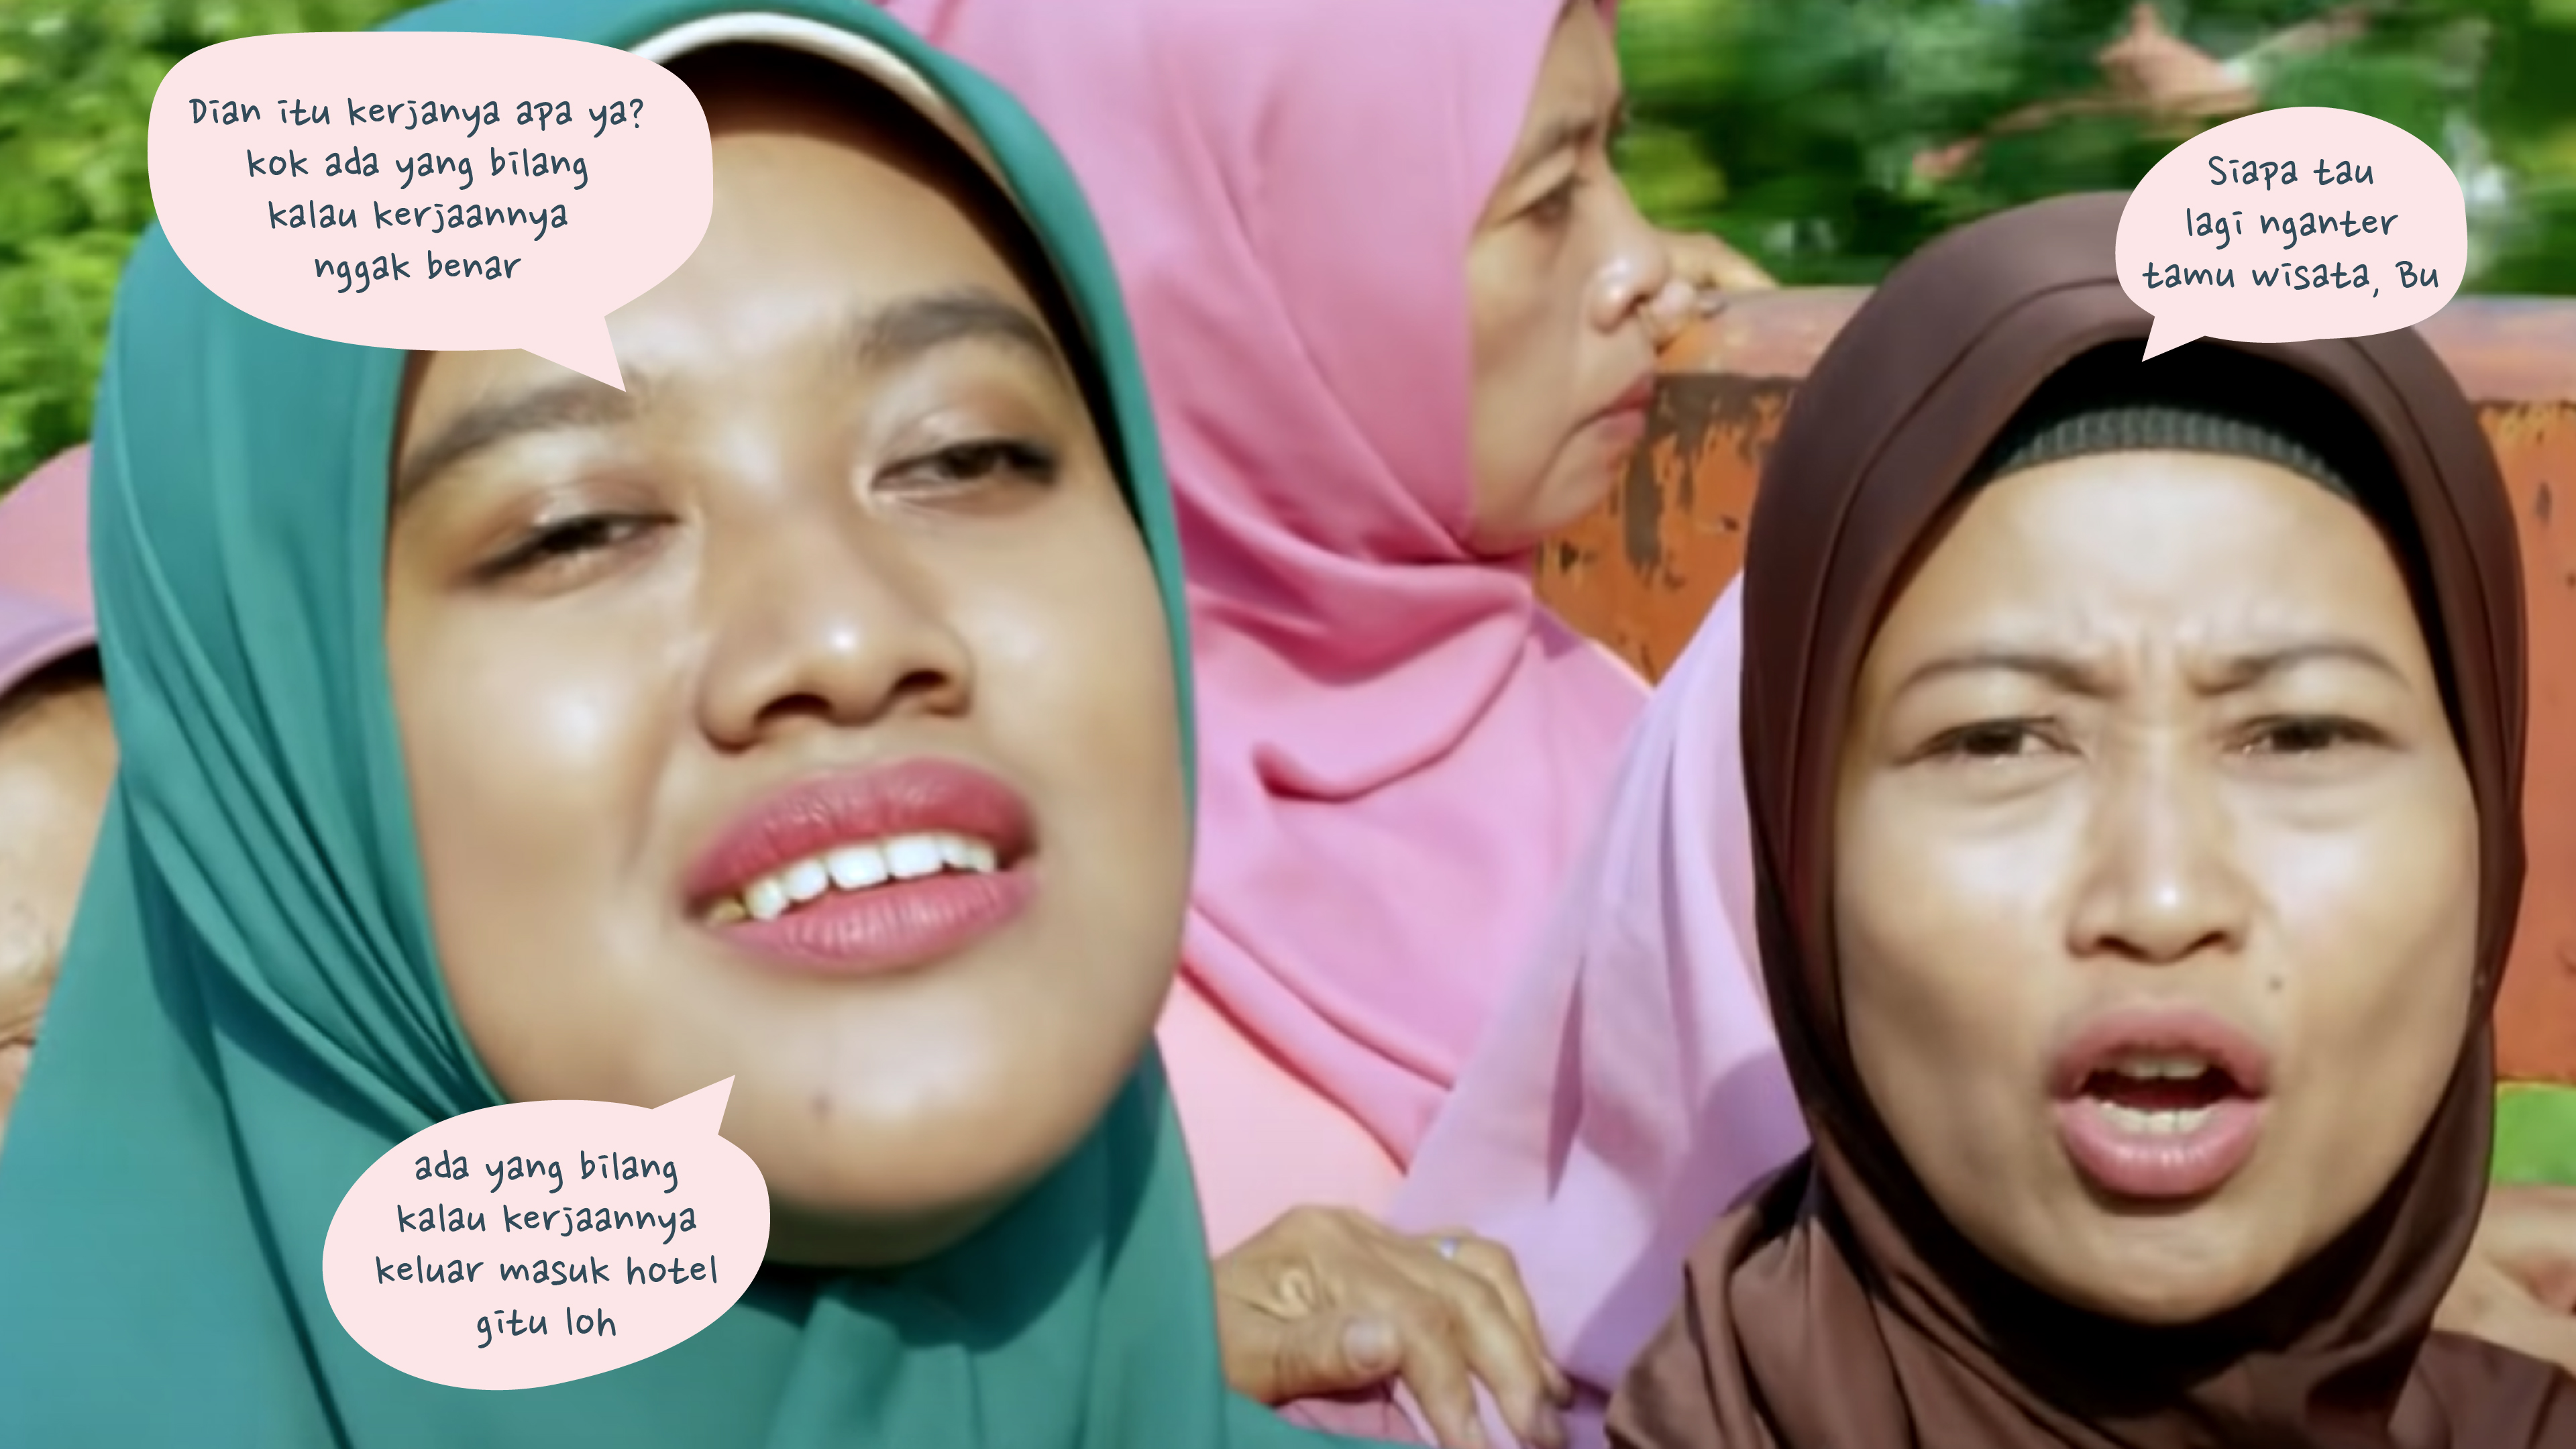 Dian itu kerjanya apa ya?
kok ada yang bilang
kalau kerjaannya
nggak benar
ada yang bilang
kalau kerjaannya
keluar masuk hotel
gitu loh
Siapa tau
lagi nganter
tamu wisata, Bu